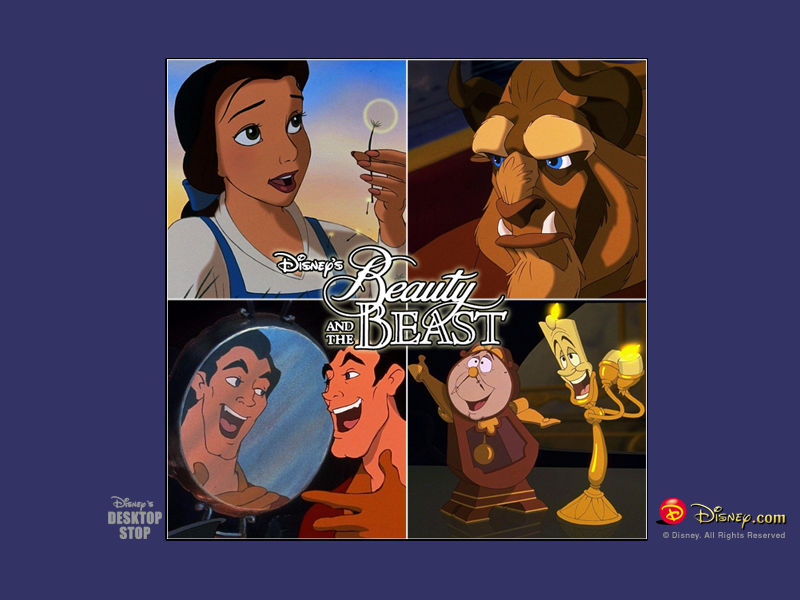 DISNEY'S
Beauty
AND THE BEAST
DISNEY'S
DESKTOP
STOP
DISNEY.com
© Disney. All Rights Reserved